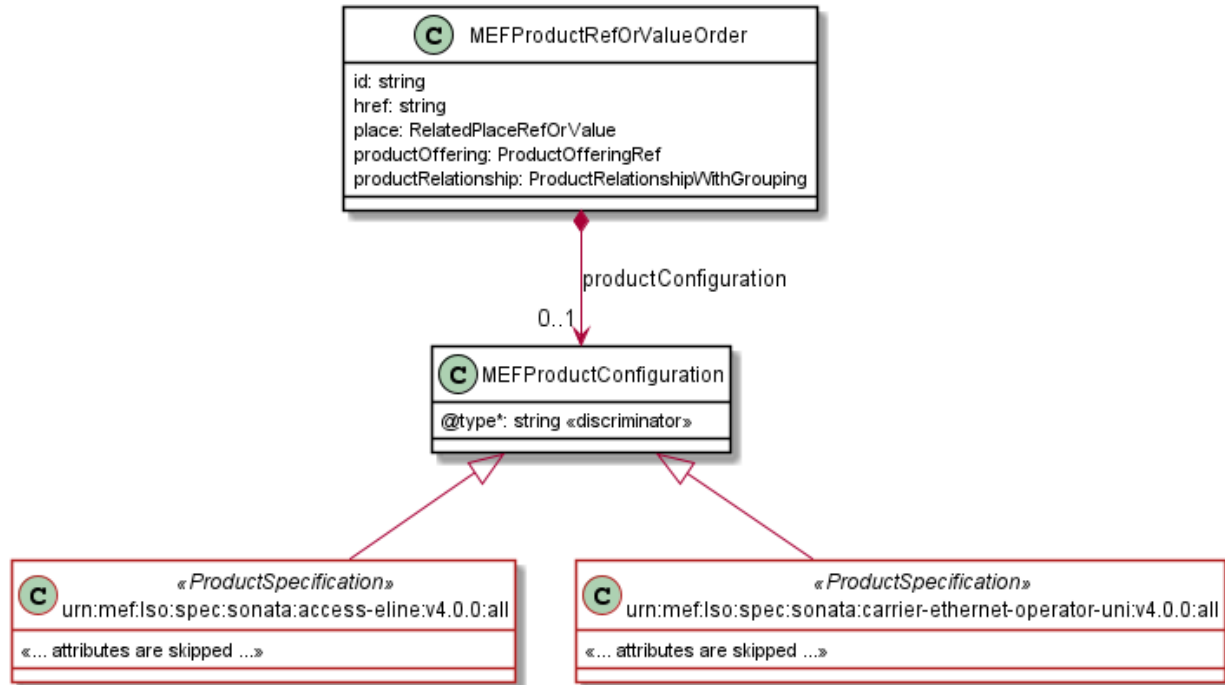 C MEFProductRefOrValueOrder
id: string
href: string
place: RelatedPlaceRefOrValue
productOffering: ProductOfferingRef
productRelationship: ProductRelationshipWithGrouping
productConfiguration
0..1
C MEFProductConfiguration
@type*: string «discriminator»
«ProductSpecification»
C urn:mef:lso:spec:sonata:access-eline:v4.0.0:all
«... attributes are skipped ...»
«ProductSpecification»
C urn:mef:lso:spec:sonata:carrier-ethernet-operator-uni:v4.0.0:all
«... attributes are skipped ...»